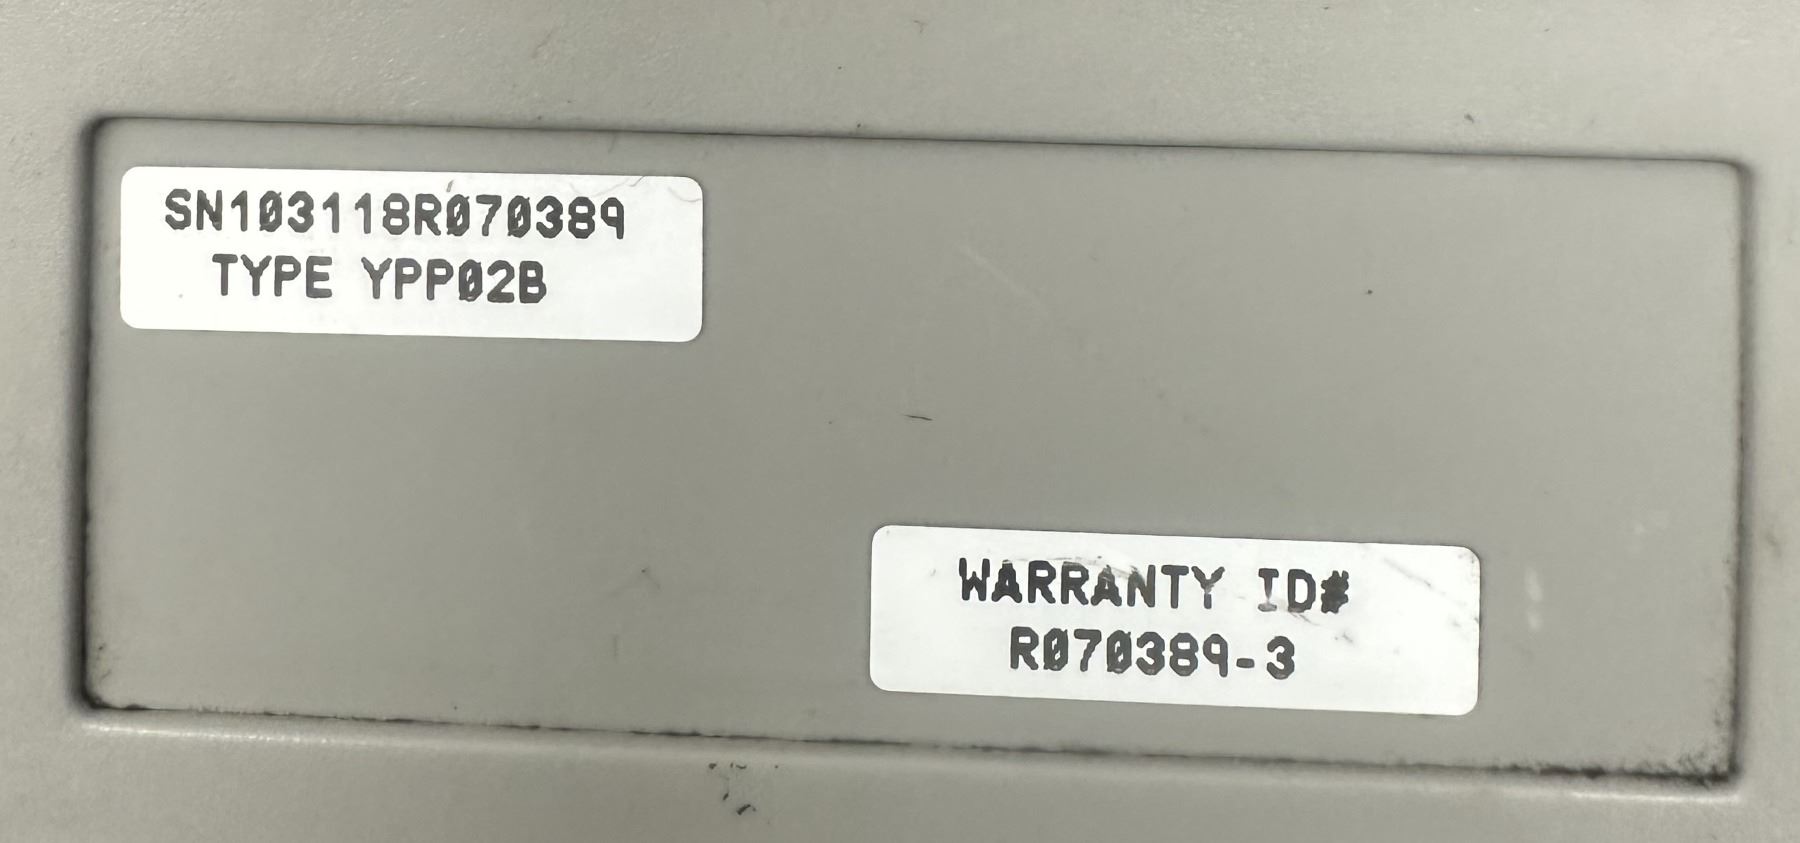 SN103118R070389
TYPE YPP02B
WARRANTY ID#
R070389-3